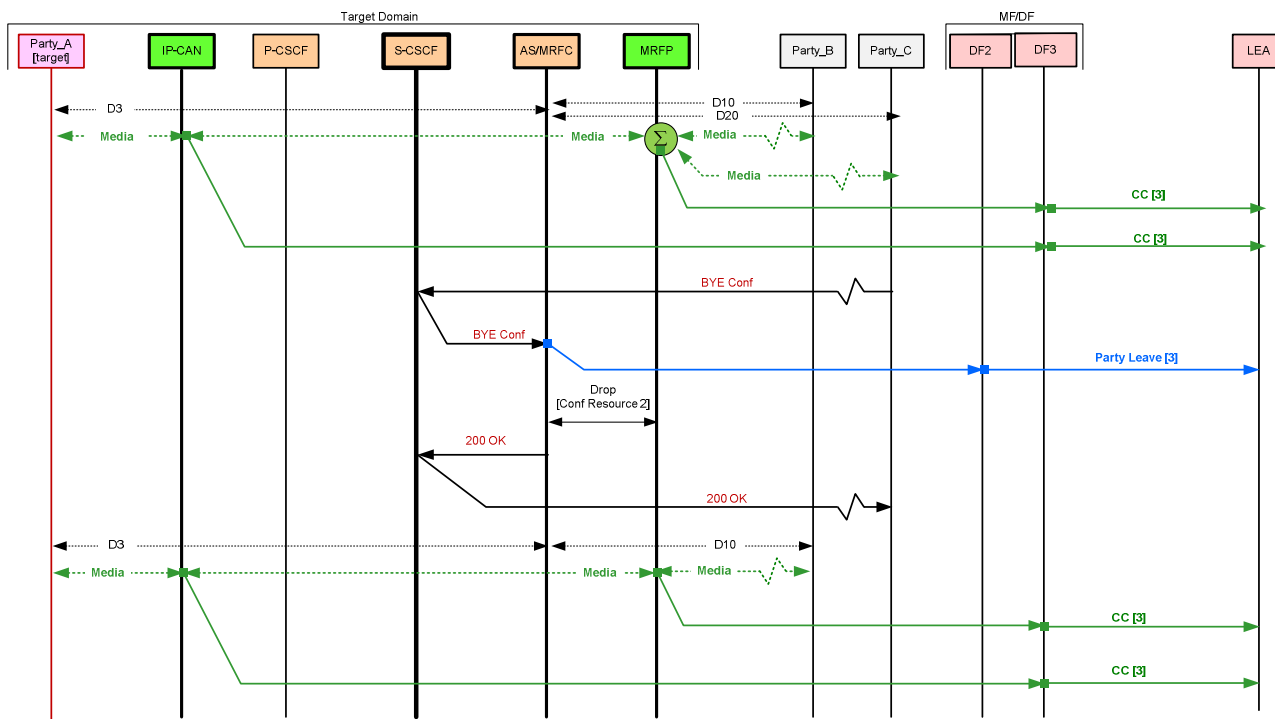 Target Domain
MF/DF
Party_A
[target]
IP-CAN
P-CSCF
S-CSCF
AS/MRFC
MRFP
Party_B
Party_C
DF2
DF3
LEA
D3
D10
D20
Media
Media
Σ
Media
Media
CC [3]
CC [3]
BYE Conf
BYE Conf
Party Leave [3]
Drop
[Conf Resource 2]
200 OK
200 OK
D3
D10
Media
Media
Media
CC [3]
CC [3]